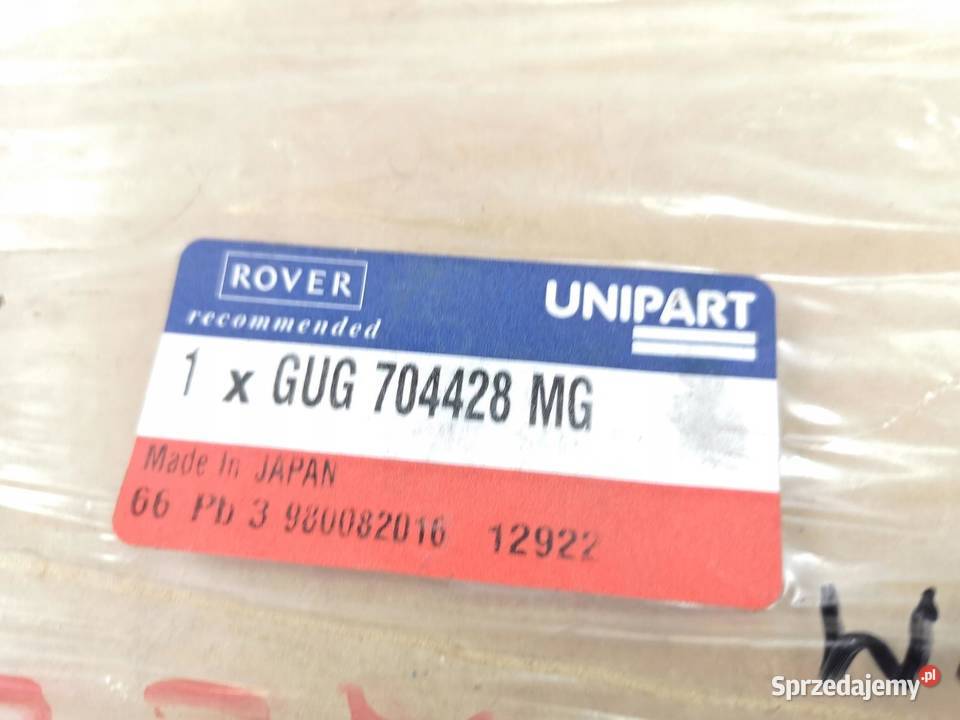 ROVER
recommended
UNIPART
1 x GUG 704428 MG
Made In JAPAN
66 Pb 3 980082016 12922
Sprzedajemy.pl